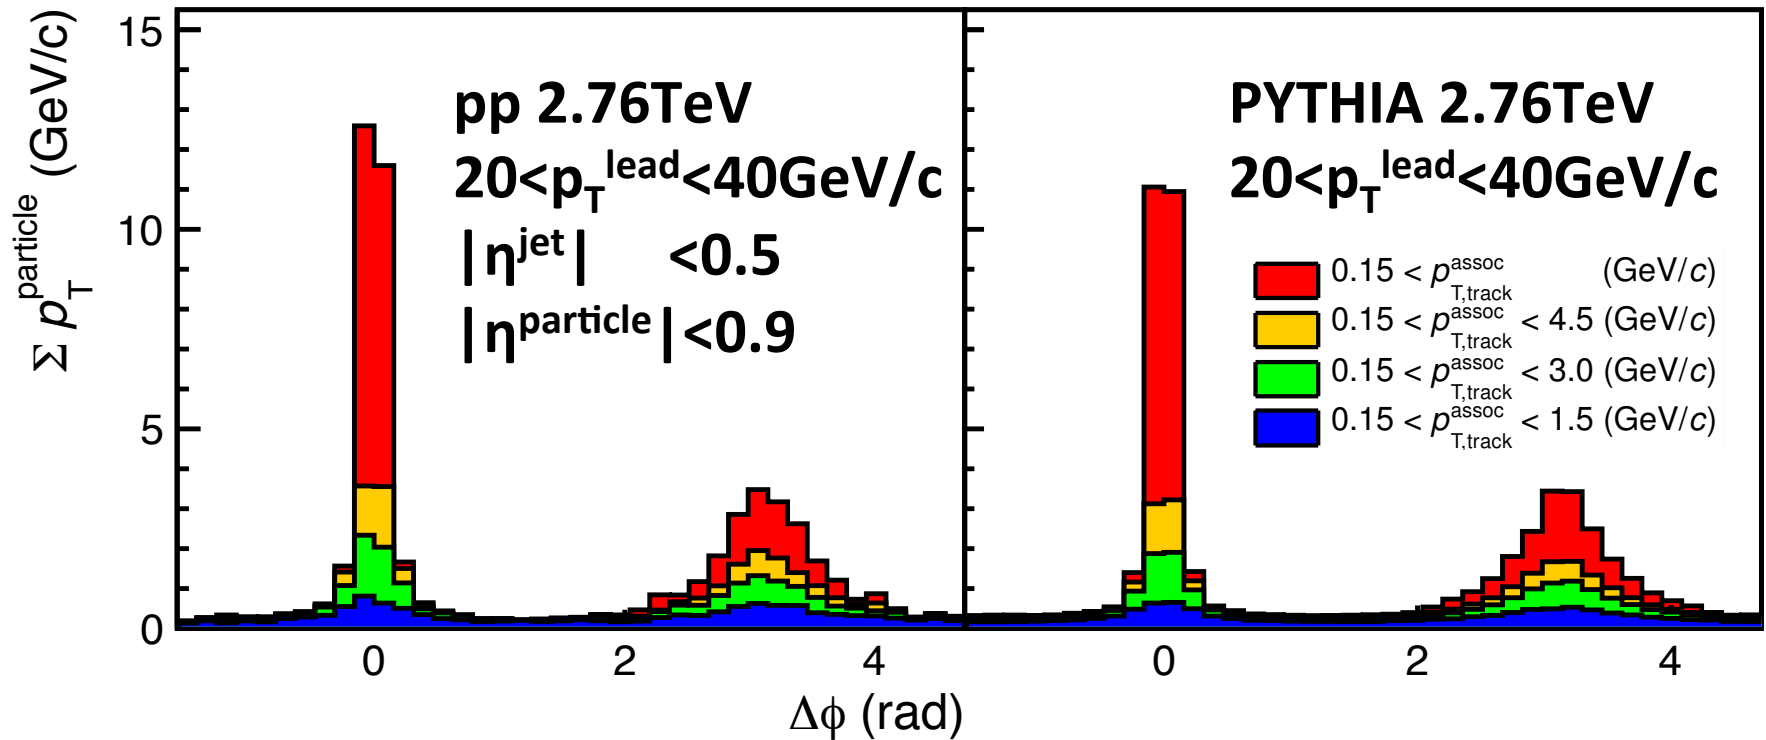 Σ p_T^particle (GeV/c)
15
10
5
0
pp 2.76TeV
20<p_T^lead<40GeV/c
|η^jet| <0.5
|η^particle|<0.9
0 2 4
PYTHIA 2.76TeV
20<p_T^lead<40GeV/c
0.15 < p_T,track^assoc (GeV/c)
0.15 < p_T,track^assoc < 4.5 (GeV/c)
0.15 < p_T,track^assoc < 3.0 (GeV/c)
0.15 < p_T,track^assoc < 1.5 (GeV/c)
0 2 4
Δϕ (rad)